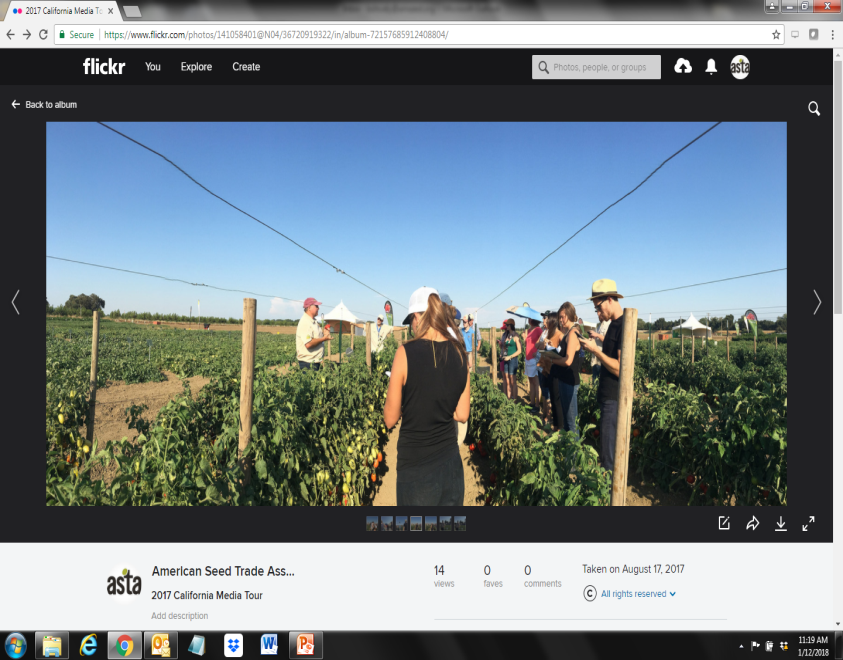 2017 California Media To
Secure
https://www.flickr.com/photos/141058401@N04/36720919322/in/album-72157685912408804/
flickr
You
Explore
Create
Photos, people, or groups
asta
Back to album
asta
American Seed Trade Ass...
2017 California Media Tour
Add description
14
views
0
faves
0
comments
Taken on August 17, 2017
All rights reserved
11:19 AM
1/12/2018